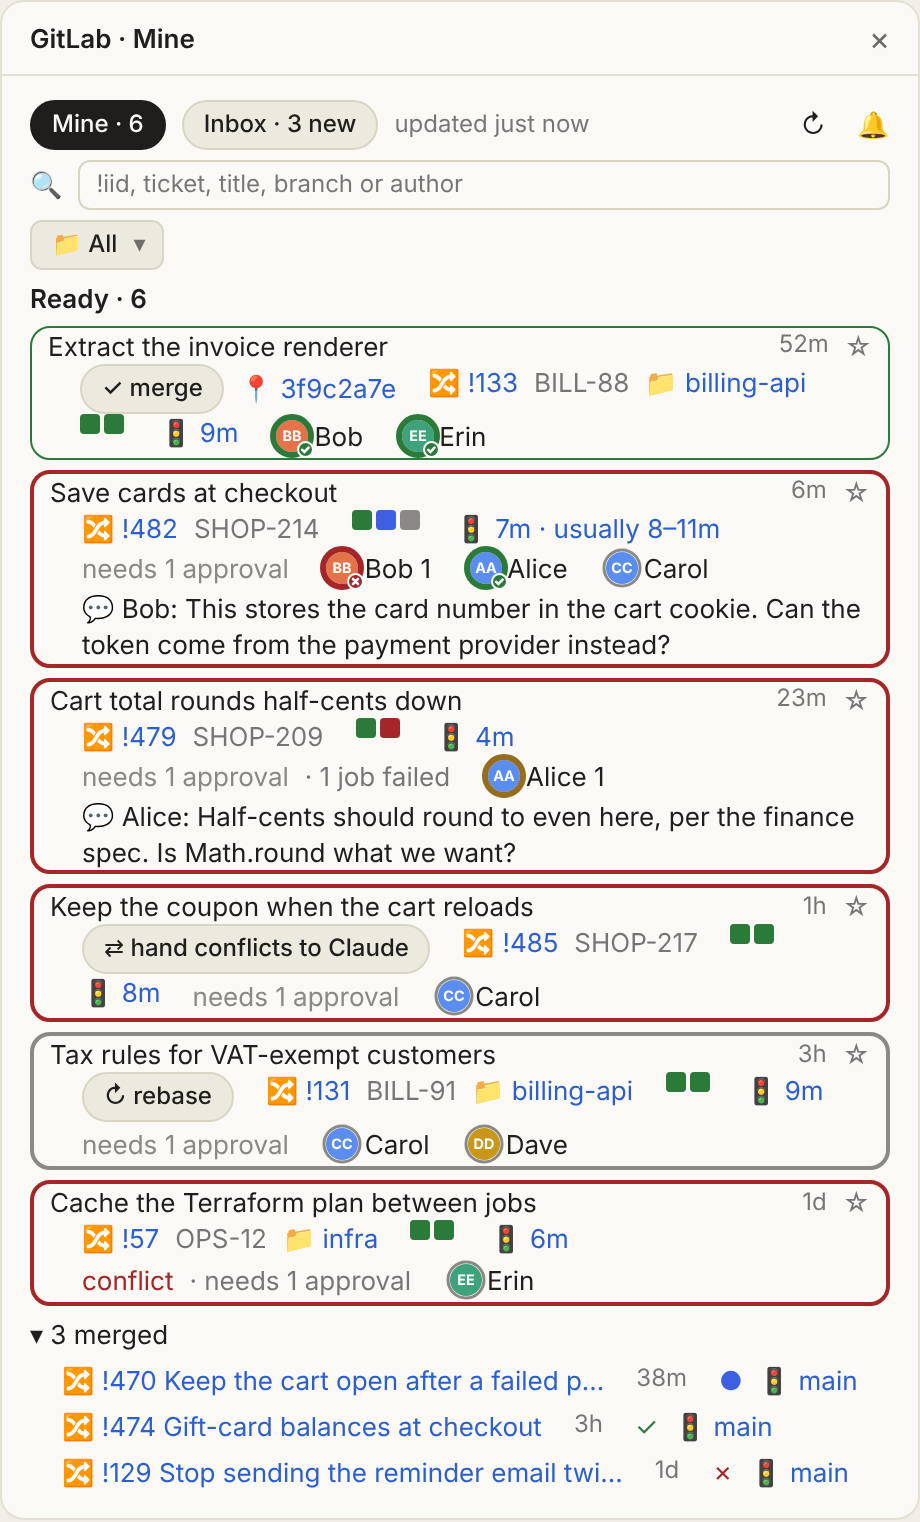 GitLab · Mine ×
Mine · 6 Inbox · 3 new updated just now
!iid, ticket, title, branch or author
All
Ready · 6
Extract the invoice renderer 52m
✓ merge 3f9c2a7e !133 BILL-88 billing-api
9m BB Bob EE Erin
Save cards at checkout 6m
!482 SHOP-214 7m · usually 8–11m
needs 1 approval BB Bob 1 AA Alice CC Carol
Bob: This stores the card number in the cart cookie. Can the
token come from the payment provider instead?
Cart total rounds half-cents down 23m
!479 SHOP-209 4m
needs 1 approval · 1 job failed AA Alice 1
Alice: Half-cents should round to even here, per the finance
spec. Is Math.round what we want?
Keep the coupon when the cart reloads 1h
⇄ hand conflicts to Claude !485 SHOP-217
8m needs 1 approval CC Carol
Tax rules for VAT-exempt customers 3h
↻ rebase !131 BILL-91 billing-api 9m
needs 1 approval CC Carol DD Dave
Cache the Terraform plan between jobs 1d
!57 OPS-12 infra 6m
conflict · needs 1 approval EE Erin
▾ 3 merged
!470 Keep the cart open after a failed p... 38m main
!474 Gift-card balances at checkout 3h ✓ main
!129 Stop sending the reminder email twi... 1d × main